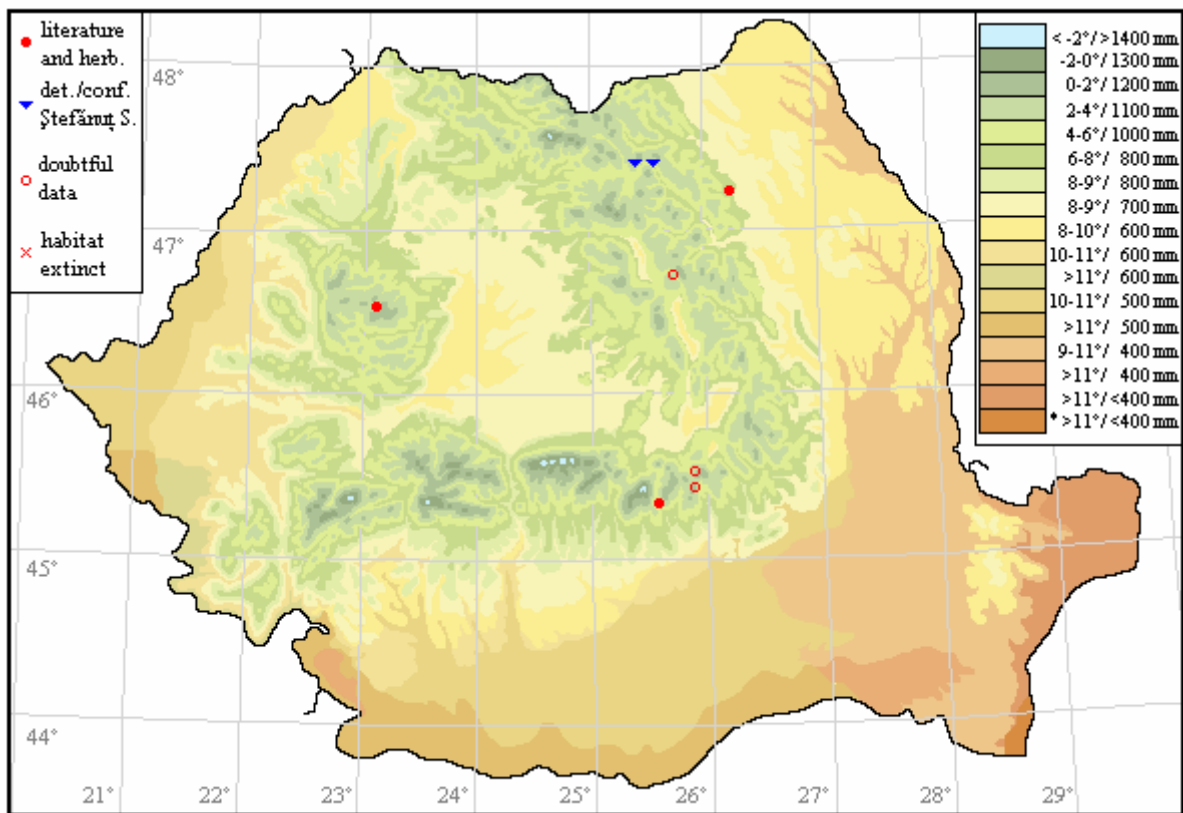 literature
and herb.
det./conf.
Ştefănuţ S.
doubtful
data
habitat
extinct
< -2°/>1400 mm
-2-0°/1300 mm
0-2°/1200 mm
2-4°/1100 mm
4-6°/1000 mm
6-8°/ 800 mm
8-9°/ 800 mm
8-9°/ 700 mm
8-10°/ 600 mm
10-11°/ 600 mm
>11°/ 600 mm
10-11°/ 500 mm
>11°/ 500 mm
9-11°/ 400 mm
>11°/ 400 mm
>11°/<400 mm
* >11°/<400 mm
48°
47°
46°
45°
44°
21°
22°
23°
24°
25°
26°
27°
28°
29°